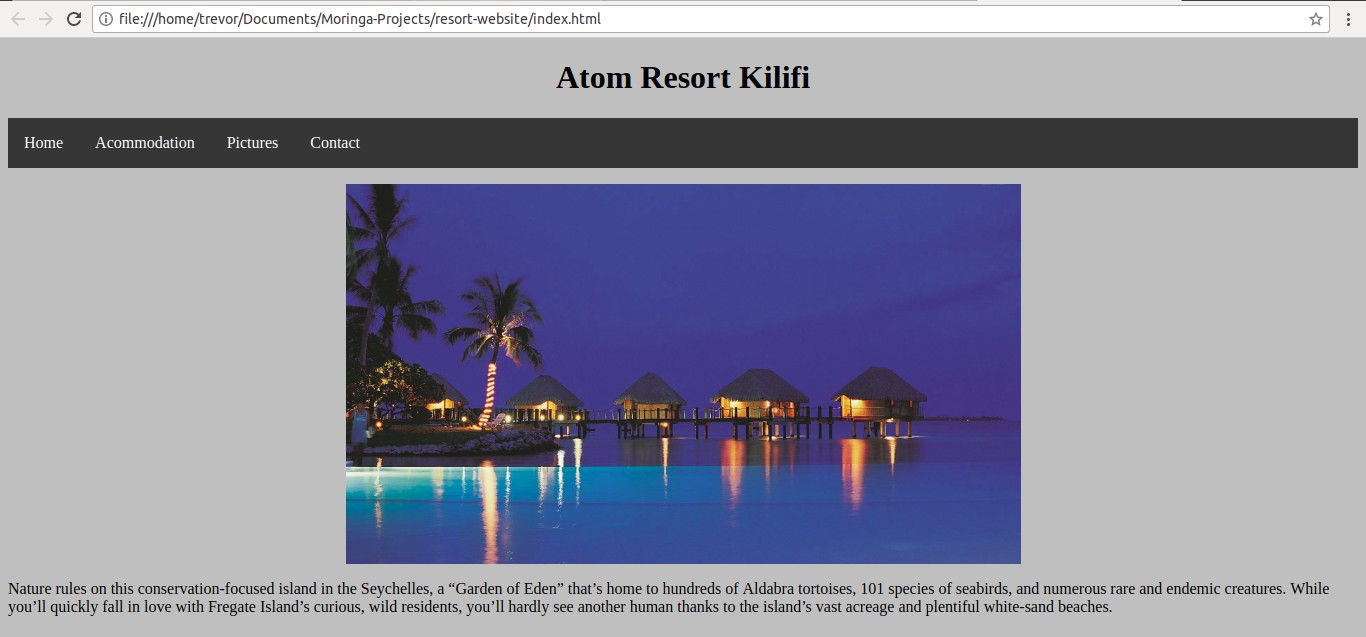 file:///home/trevor/Documents/Moringa-Projects/resort-website/index.html
Atom Resort Kilifi
Home Acommodation Pictures Contact
Nature rules on this conservation-focused island in the Seychelles, a “Garden of Eden” that’s home to hundreds of Aldabra tortoises, 101 species of seabirds, and numerous rare and endemic creatures. While
you’ll quickly fall in love with Fregate Island’s curious, wild residents, you’ll hardly see another human thanks to the island’s vast acreage and plentiful white-sand beaches.